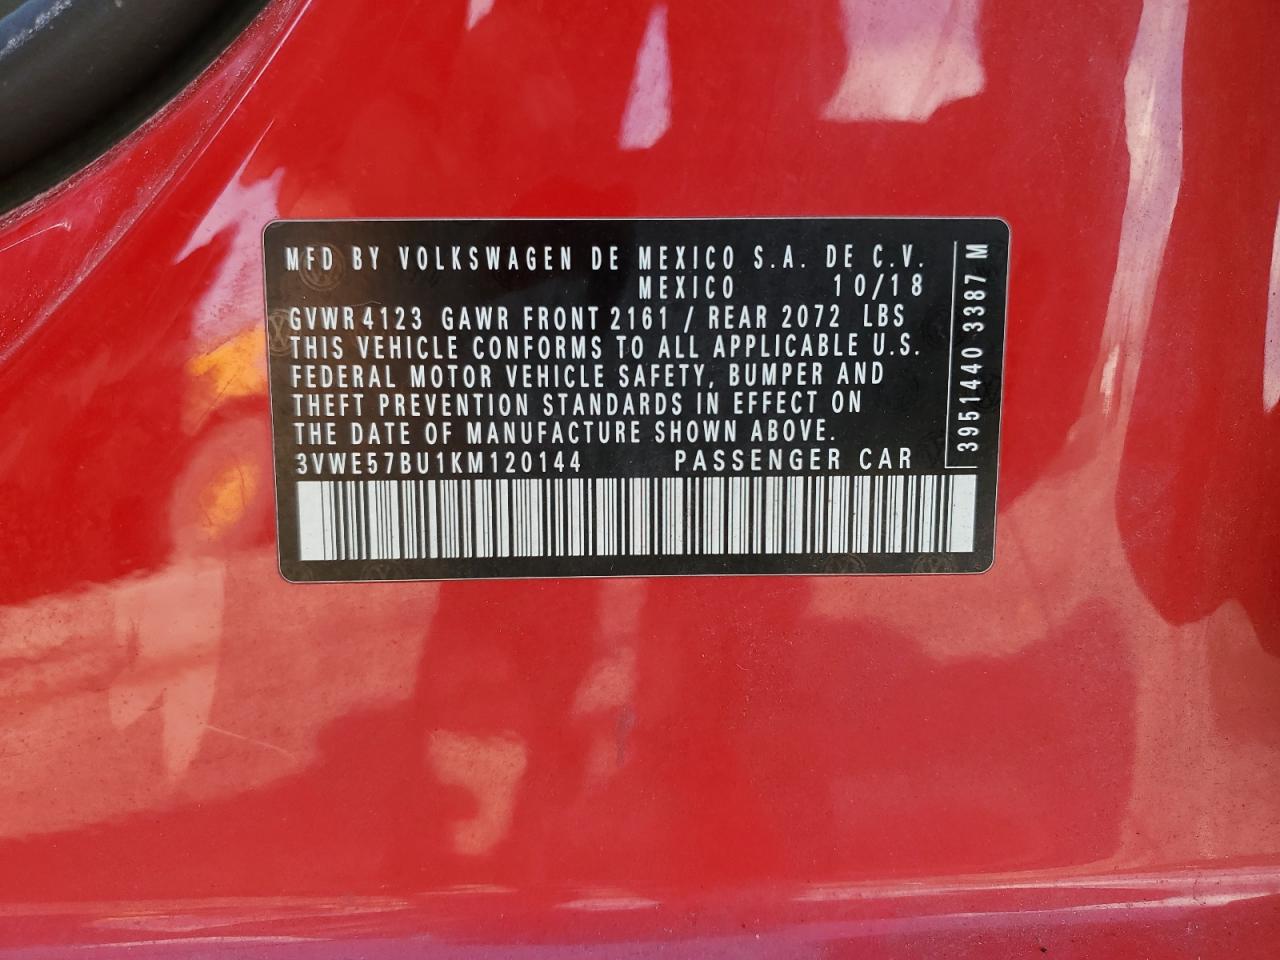 MFD BY VOLKSWAGEN DE MEXICO S.A. DE C.V.
MEXICO 10/18
GVWR 4123 GAWR FRONT 2161 / REAR 2072 LBS
THIS VEHICLE CONFORMS TO ALL APPLICABLE U.S.
FEDERAL MOTOR VEHICLE SAFETY, BUMPER AND
THEFT PREVENTION STANDARDS IN EFFECT ON
THE DATE OF MANUFACTURE SHOWN ABOVE.
3VWE57BU1KM120144 PASSENGER CAR
3951440 3387 M